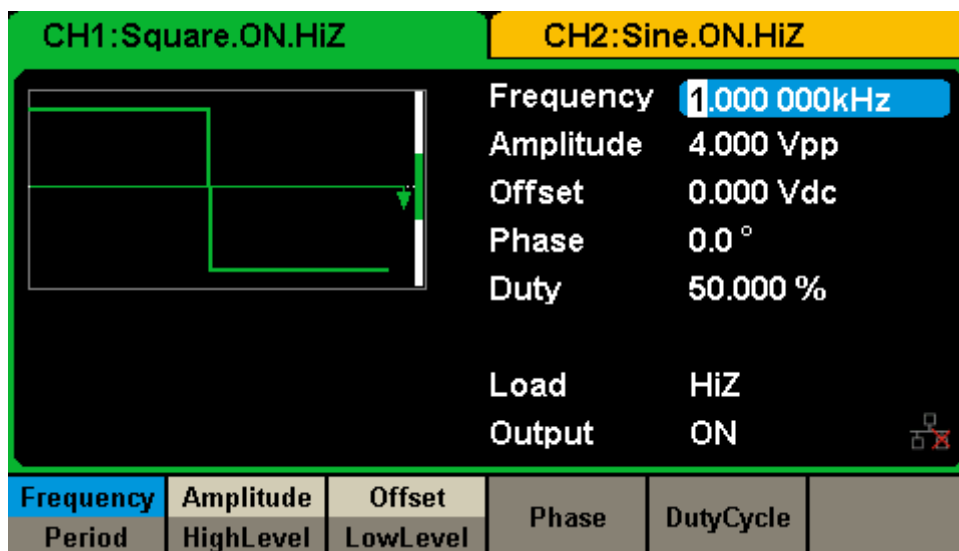 CH1:Square.ON.HiZ CH2:Sine.ON.HiZ
Frequency 1.000 000kHz
Amplitude 4.000 Vpp
Offset 0.000 Vdc
Phase 0.0 °
Duty 50.000 %
Load HiZ
Output ON
Frequency Amplitude Offset Phase DutyCycle
Period HighLevel LowLevel